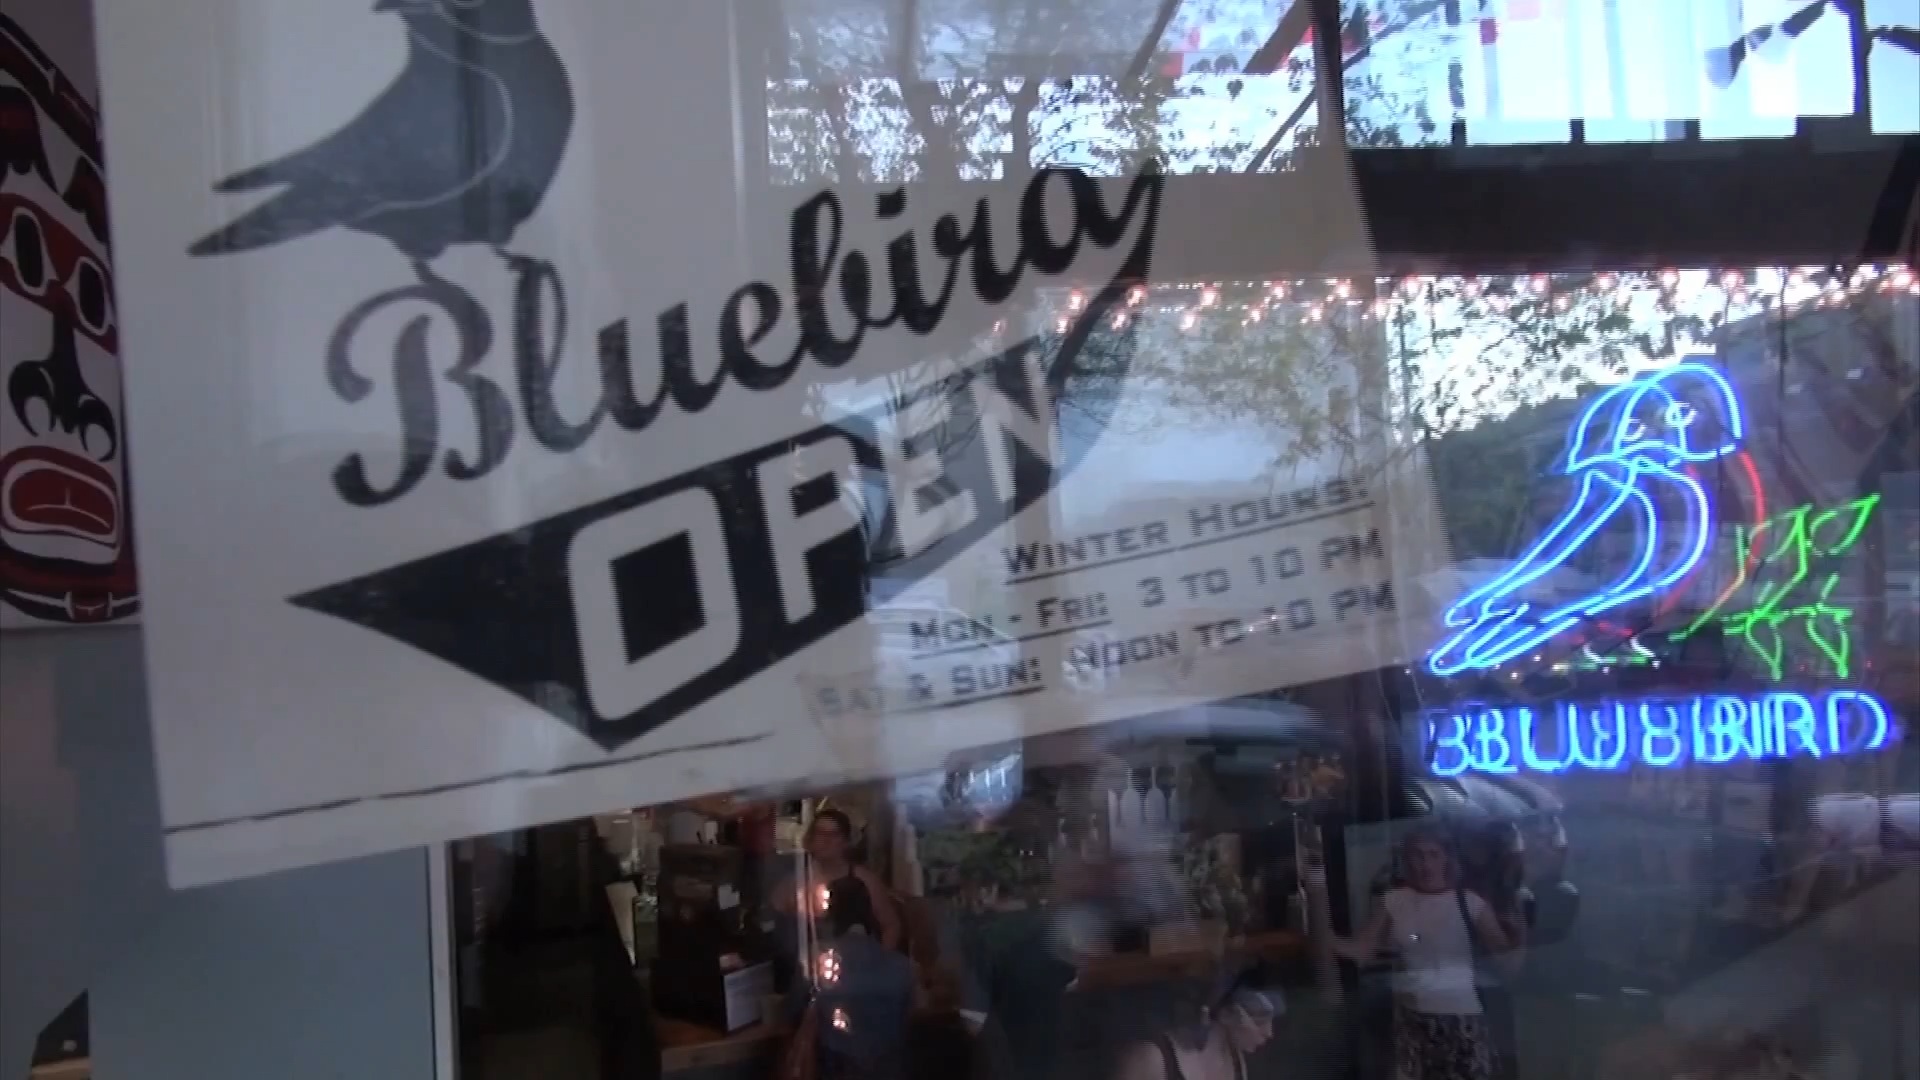 Bluebird
OPEN
WINTER HOURS:
MON - FRI: 3 TO 10 PM
SAT & SUN: NOON TO 10 PM
BLUEBIRD